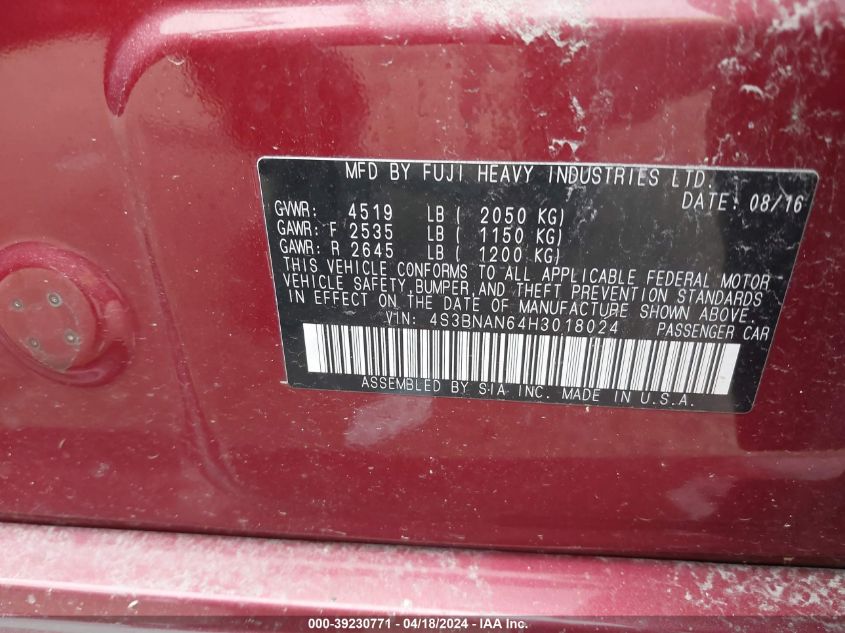 MFD BY FUJI HEAVY INDUSTRIES LTD.
DATE: 08/16
GVWR: 4519 LB ( 2050 KG)
GAWR: F 2535 LB ( 1150 KG)
GAWR: R 2645 LB ( 1200 KG)
THIS VEHICLE CONFORMS TO ALL APPLICABLE FEDERAL MOTOR
VEHICLE SAFETY, BUMPER, AND THEFT PREVENTION STANDARDS
IN EFFECT ON THE DATE OF MANUFACTURE SHOWN ABOVE.
VIN: 4S3BNAN64H3018024 PASSENGER CAR
ASSEMBLED BY SIA INC. MADE IN U.S.A.
000-39230771 - 04/18/2024 - IAA Inc.